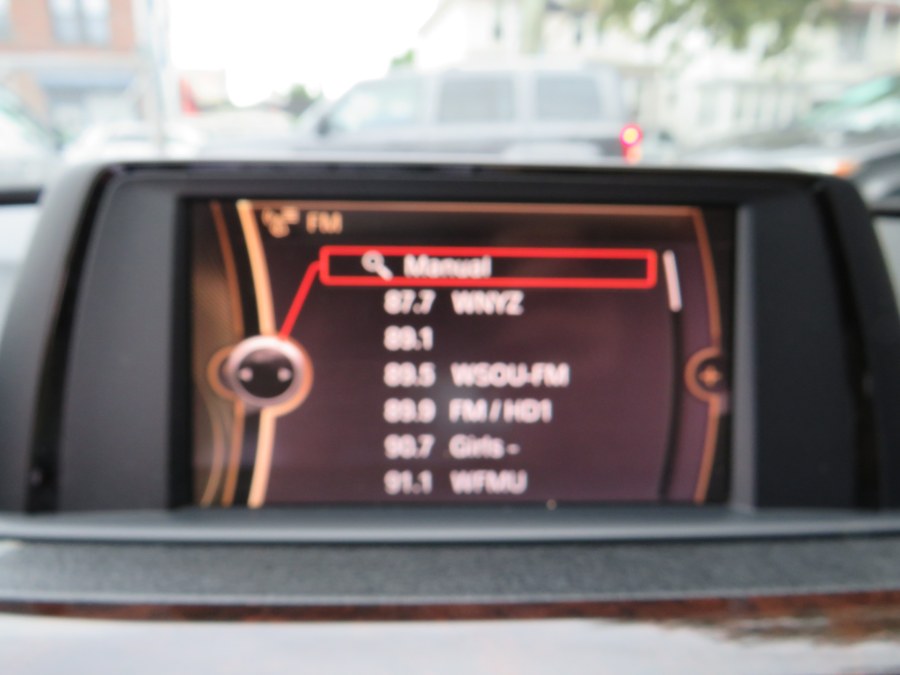 FM
Manual
87.7 WNYZ
89.1
89.5 WSOU-FM
89.9 FM / HD1
90.7 Girls -
91.1 WFMU